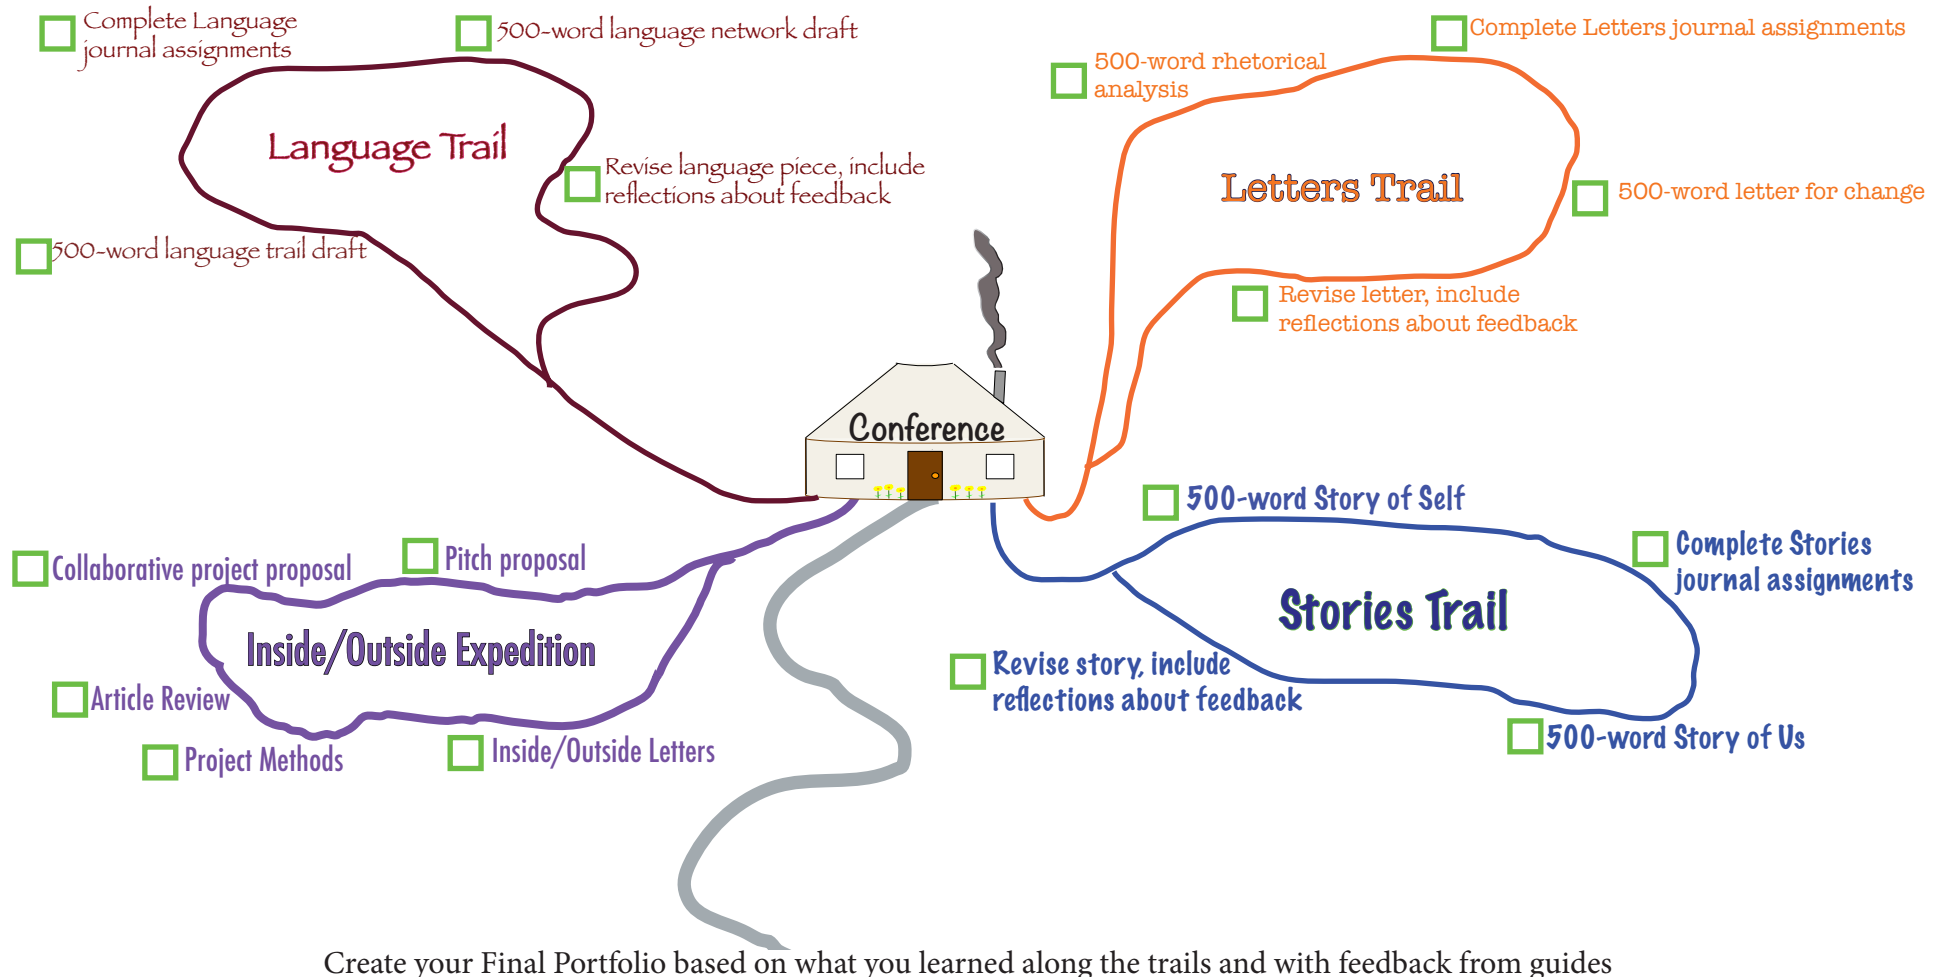 Complete Language
journal assignments
500-word language network draft
Language Trail
Revise language piece, include
reflections about feedback
500-word language trail draft
Complete Letters journal assignments
500-word rhetorical
analysis
Letters Trail
500-word letter for change
Revise letter, include
reflections about feedback
Conference
500-word Story of Self
Complete Stories
journal assignments
Stories Trail
Revise story, include
reflections about feedback
500-word Story of Us
Collaborative project proposal
Pitch proposal
Inside/Outside Expedition
Article Review
Project Methods
Inside/Outside Letters
Create your Final Portfolio based on what you learned along the trails and with feedback from guides